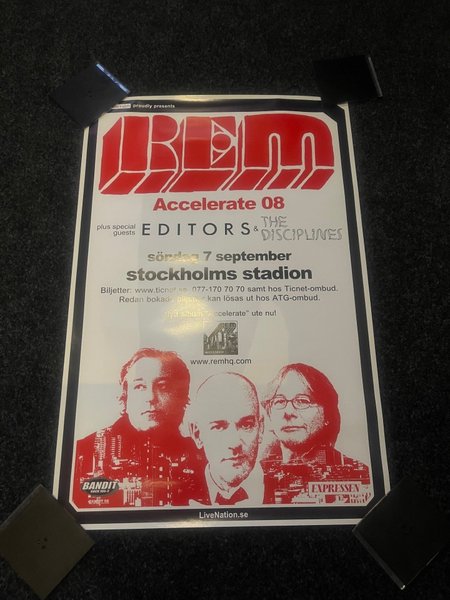 proudly presents
REM
Accelerate 08
plus special guests EDITORS & THE DISCIPLINES
söndag 7 september
stockholms stadion
Biljetter: www.ticnet.se, 077-170 70 70 samt hos Ticnet-ombud.
Redan bokade biljetter kan lösas ut hos ATG-ombud.
"Accelerate" ute nu!
www.remhq.com
BANDIT
EXPRESSEN
LiveNation.se